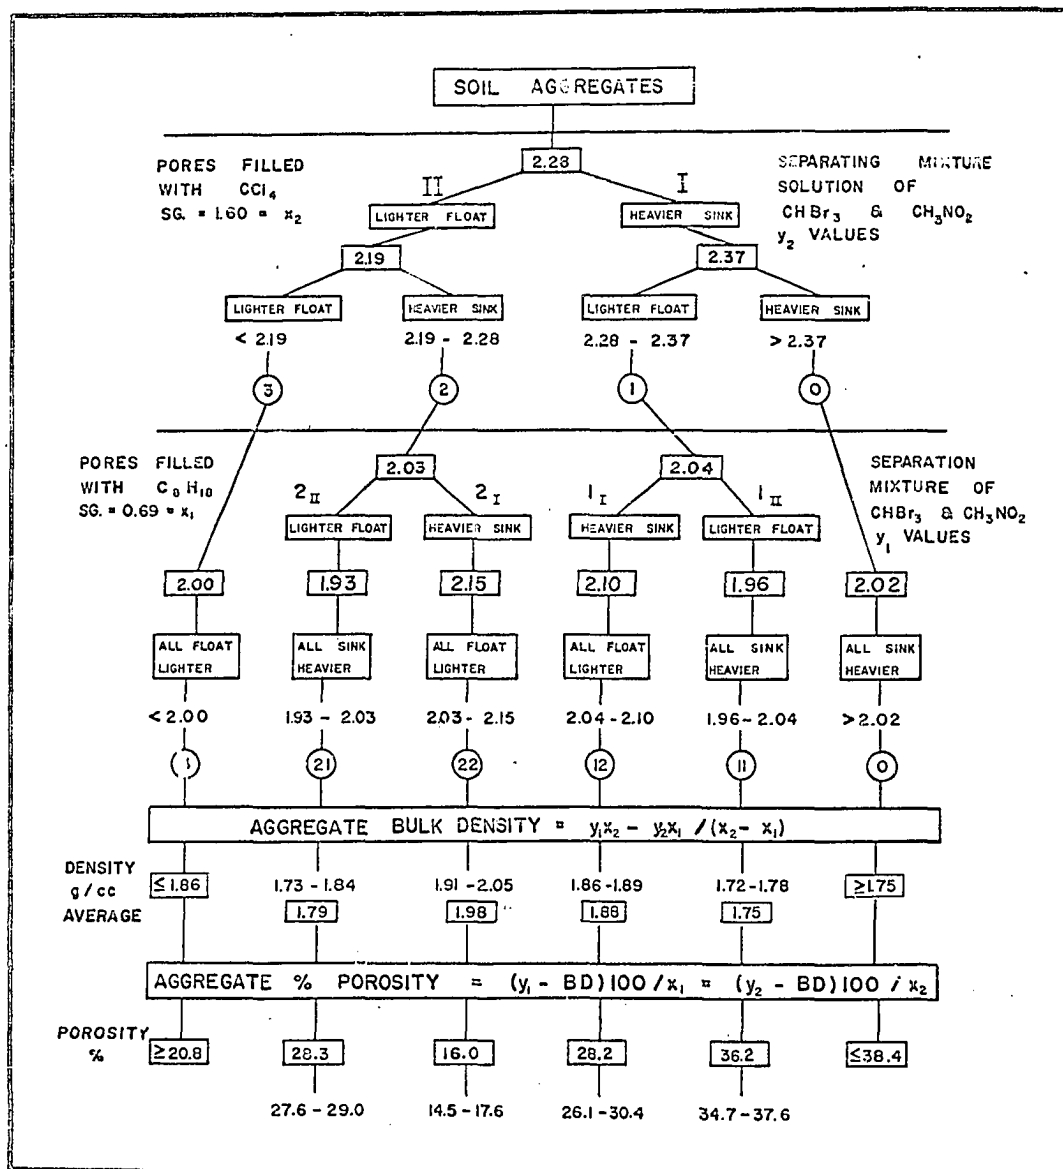 SOIL AGGREGATES
PORES FILLED
WITH CCl4
SG. = 1.60 = x2
2.28
SEPARATING MIXTURE
SOLUTION OF
CHBr3 & CH3NO2
y2 VALUES
II
I
LIGHTER FLOAT
HEAVIER SINK
2.19
2.37
LIGHTER FLOAT
HEAVIER SINK
LIGHTER FLOAT
HEAVIER SINK
< 2.19
2.19 - 2.28
2.28 - 2.37
> 2.37
3
2
1
0
PORES FILLED
WITH C8 H10
SG. = 0.69 = x1
2.03
2.04
SEPARATION
MIXTURE OF
CHBr3 & CH3NO2
y1 VALUES
2II
2I
1I
1II
LIGHTER FLOAT
HEAVIER SINK
HEAVIER SINK
LIGHTER FLOAT
2.00
1.93
2.15
2.10
1.96
2.02
ALL FLOAT LIGHTER
ALL SINK HEAVIER
ALL FLOAT LIGHTER
ALL FLOAT LIGHTER
ALL SINK HEAVIER
ALL SINK HEAVIER
< 2.00
1.93 - 2.03
2.03 - 2.15
2.04 - 2.10
1.96 - 2.04
> 2.02
21
22
12
11
0
AGGREGATE BULK DENSITY = y1x2 - y2x1 /(x2 - x1)
DENSITY
g/cc
≤ 1.86
1.73 - 1.84
1.91 - 2.05
1.86 - 1.89
1.72 - 1.78
≥ 1.75
AVERAGE
1.79
1.98
1.88
1.75
AGGREGATE % POROSITY = (y1 - BD) 100 / x1 = (y2 - BD) 100 / x2
POROSITY
%
≥ 20.8
28.3
16.0
28.2
36.2
≤ 38.4
27.6 - 29.0
14.5 - 17.6
26.1 - 30.4
34.7 - 37.6